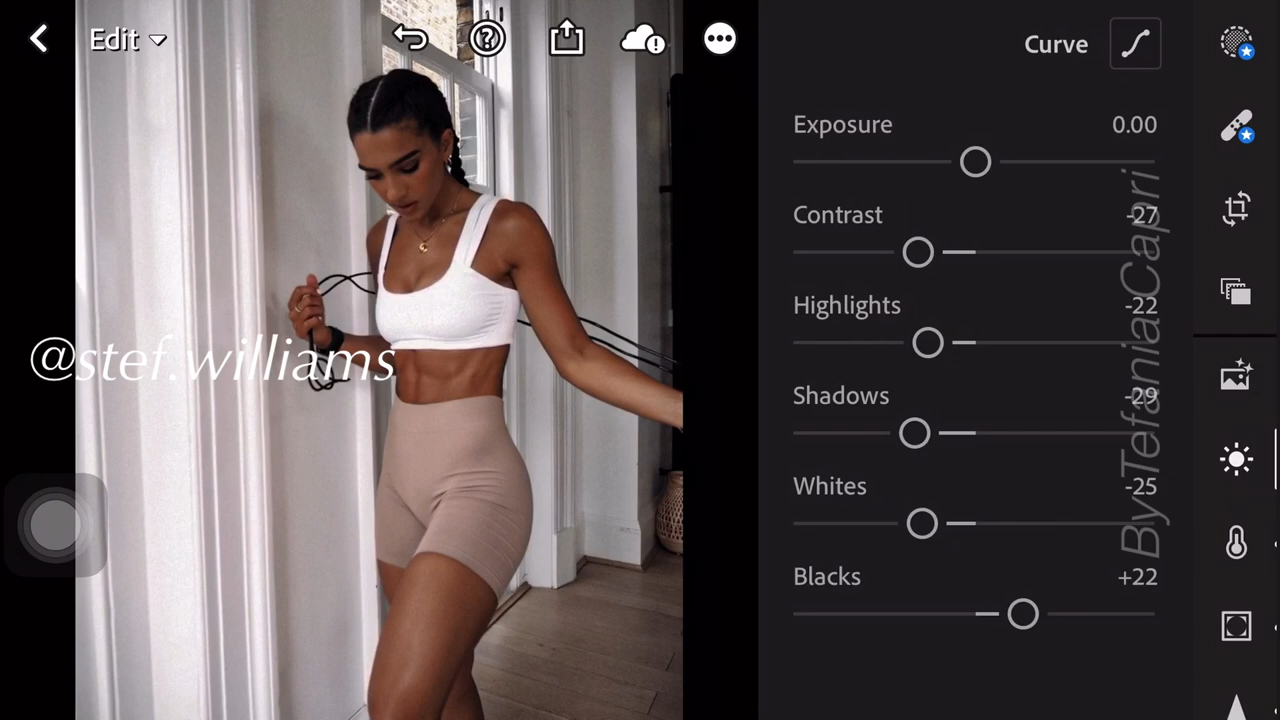 Edit
Curve
Exposure 0.00
Contrast -27
Highlights -22
Shadows -29
Whites -25
Blacks +22
@stef.williams
ByTefaniaCapri